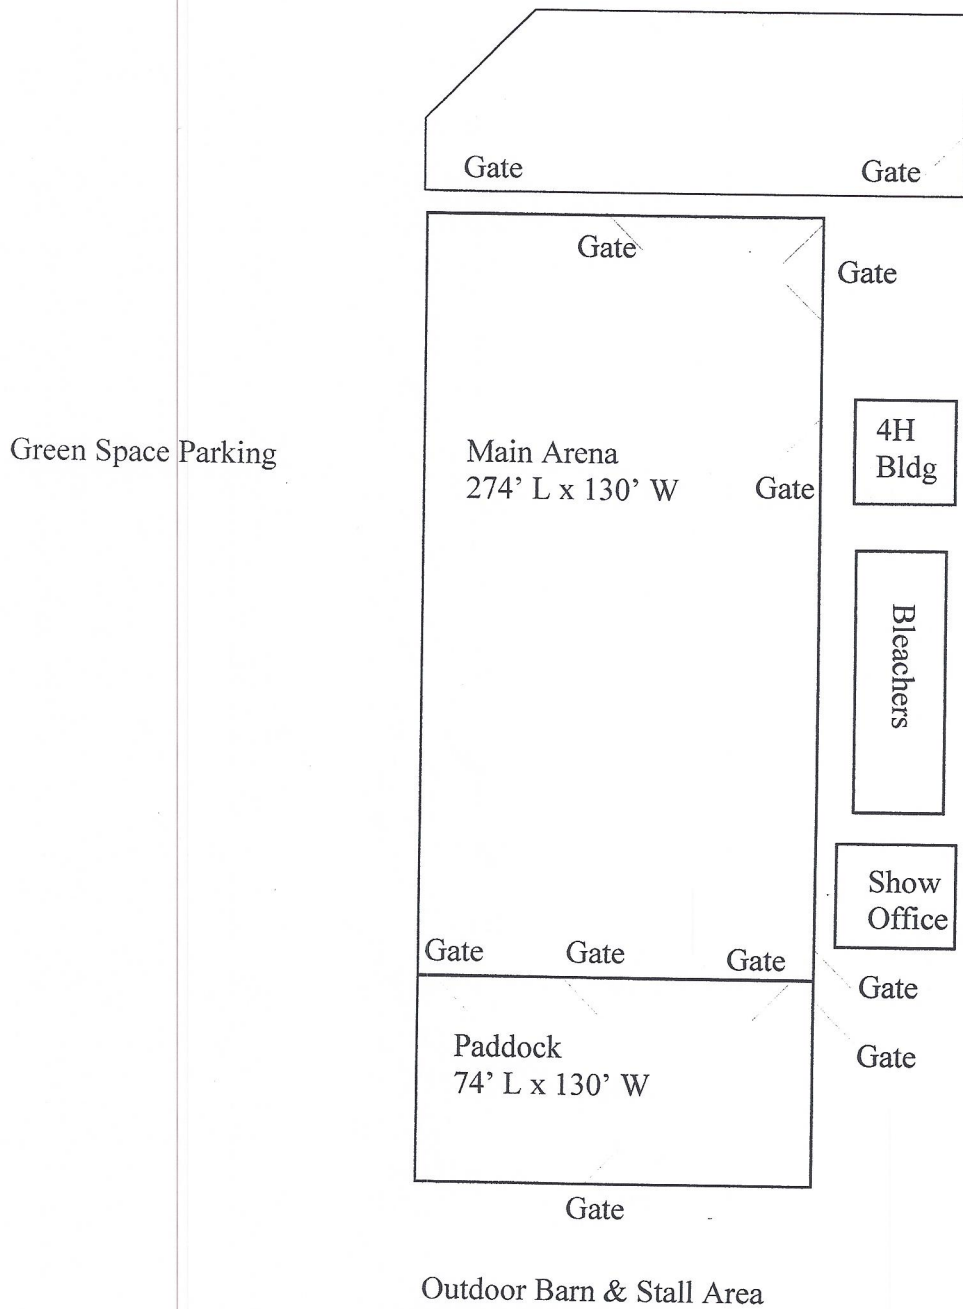 Gate
Gate
Gate
Gate
Green Space Parking
Main Arena
274’ L x 130’ W
Gate
4H
Bldg
Bleachers
Show
Office
Gate
Gate
Gate
Gate
Paddock
74’ L x 130’ W
Gate
Gate
Outdoor Barn & Stall Area